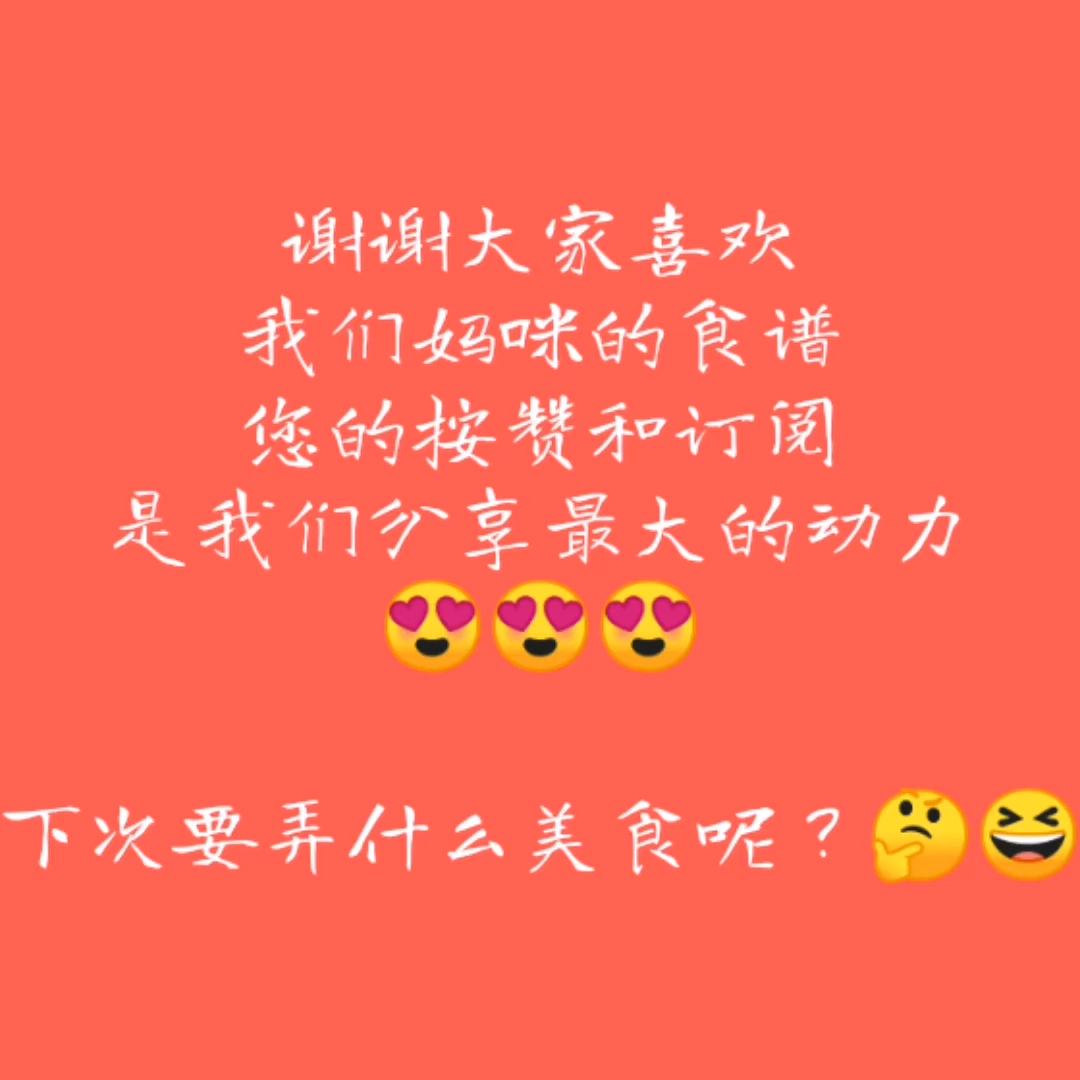 谢谢大家喜欢
我们妈咪的食谱
您的按赞和订阅
是我们分享最大的动力
😍😍😍
下次要弄什么美食呢？🤔😆